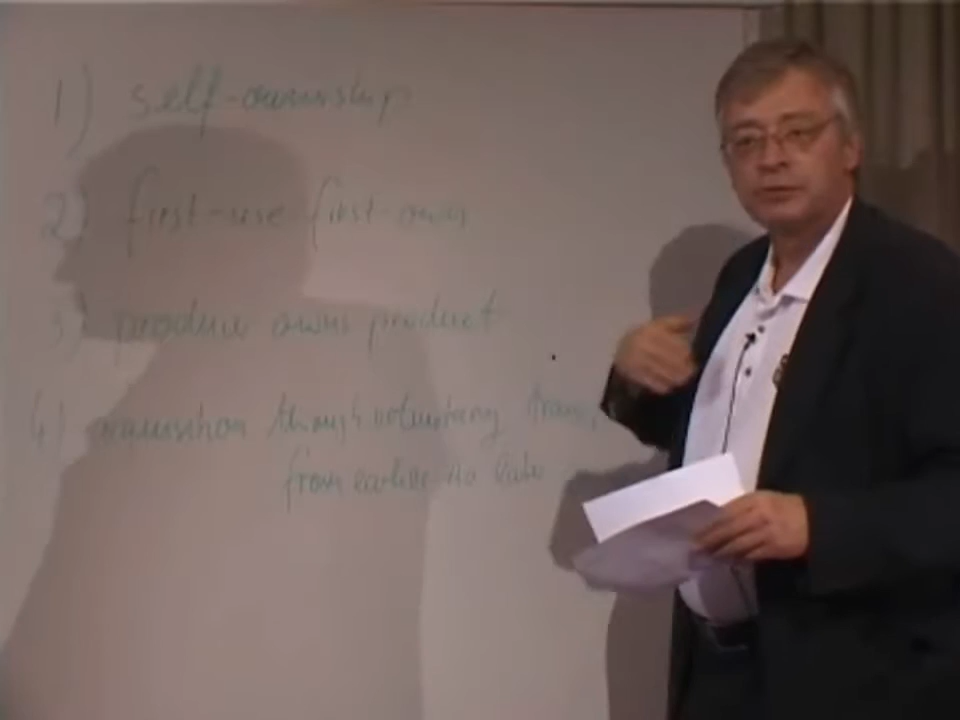 1) self-ownership
2) first-use-first-own
3) producer owns product
4) acquisition through voluntary trans.
from earlier to later